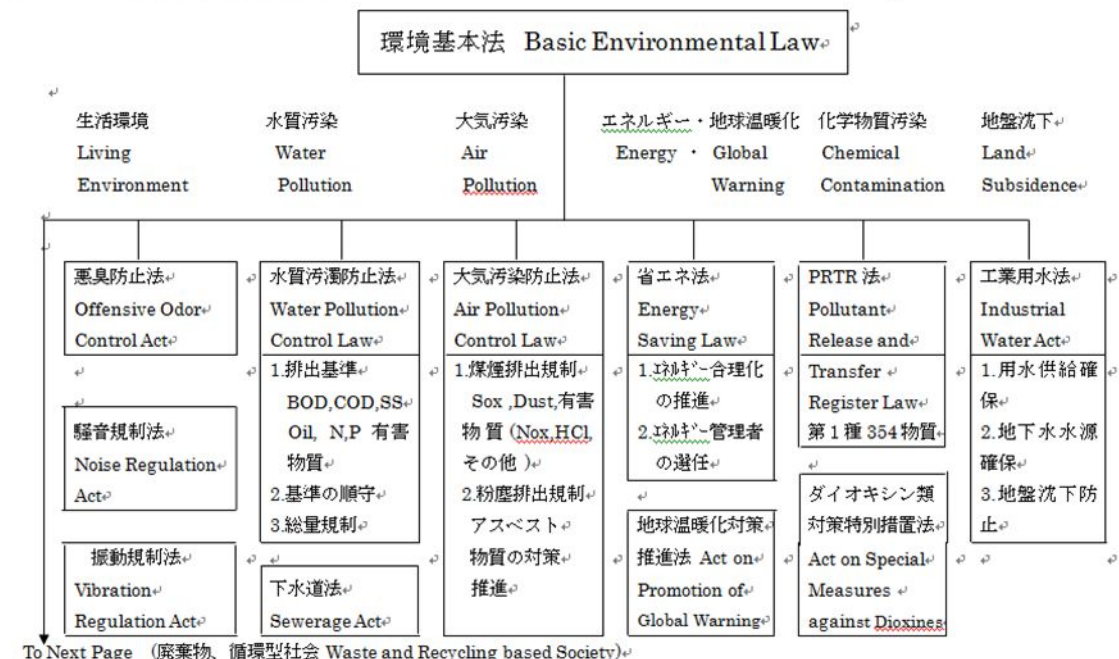 環境基本法 Basic Environmental Law
生活環境
Living
Environment
水質汚染
Water
Pollution
大気汚染
Air
Pollution
エネルギー・地球温暖化
Energy ・ Global
Warning
化学物質汚染
Chemical
Contamination
地盤沈下
Land
Subsidence
悪臭防止法
Offensive Odor
Control Act
騒音規制法
Noise Regulation
Act
振動規制法
Vibration
Regulation Act
水質汚濁防止法
Water Pollution
Control Law
1.排出基準
BOD,COD,SS
Oil, N,P 有害
物質
2.基準の順守
3.総量規制
下水道法
Sewerage Act
大気汚染防止法
Air Pollution
Control Law
1.煤煙排出規制
Sox ,Dust,有害
物質 (Nox,HCl,
その他 )
2.粉塵排出規制
アスベスト
物質の対策
推進
省エネ法
Energy
Saving Law
1.エネルギー合理化
の推進
2.エネルギー管理者
の選任
地球温暖化対策
推進法 Act on
Promotion of
Global Warning
PRTR 法
Pollutant
Release and
Transfer
Register Law
第1種 354 物質
ダイオキシン類
対策特別措置法
Act on Special
Measures
against Dioxines
工業用水法
Industrial
Water Act
1.用水供給確
保
2.地下水水源
確保
3.地盤沈下防
止
To Next Page (廃棄物、循環型社会 Waste and Recycling based Society)